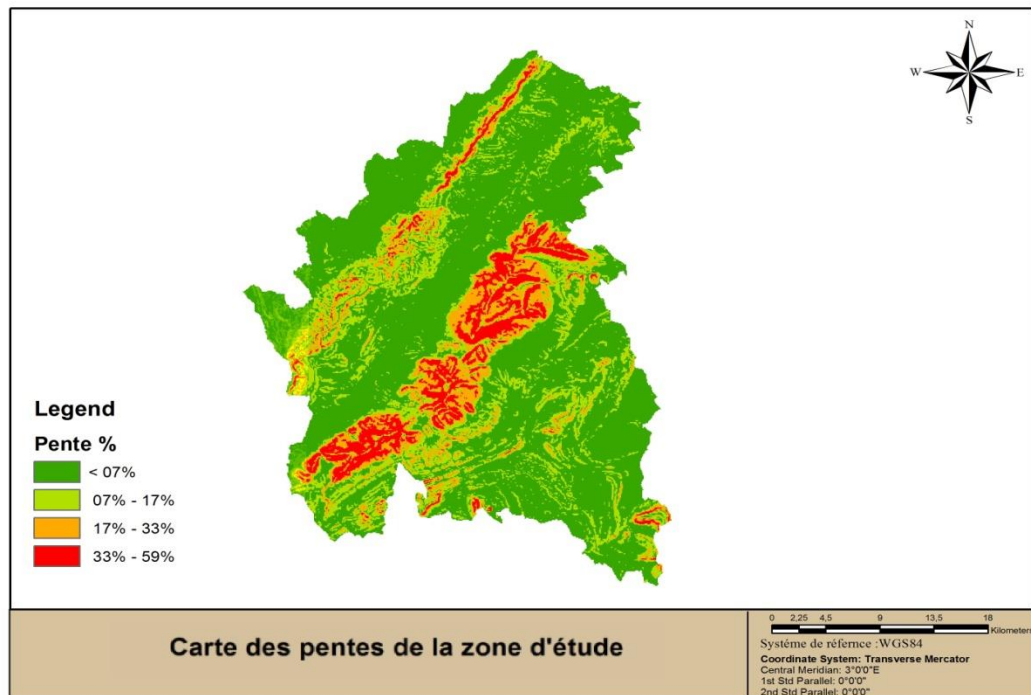 N
W E
S
Legend
Pente %
< 07%
07% - 17%
17% - 33%
33% - 59%
Carte des pentes de la zone d'étude
0 2,25 4,5 9 13,5 18
Kilometers
Systéme de référnce :WGS84
Coordinate System: Transverse Mercator
Central Meridian: 3°0'0"E
1st Std Parallel: 0°0'0"
2nd Std Parallel: 0°0'0"